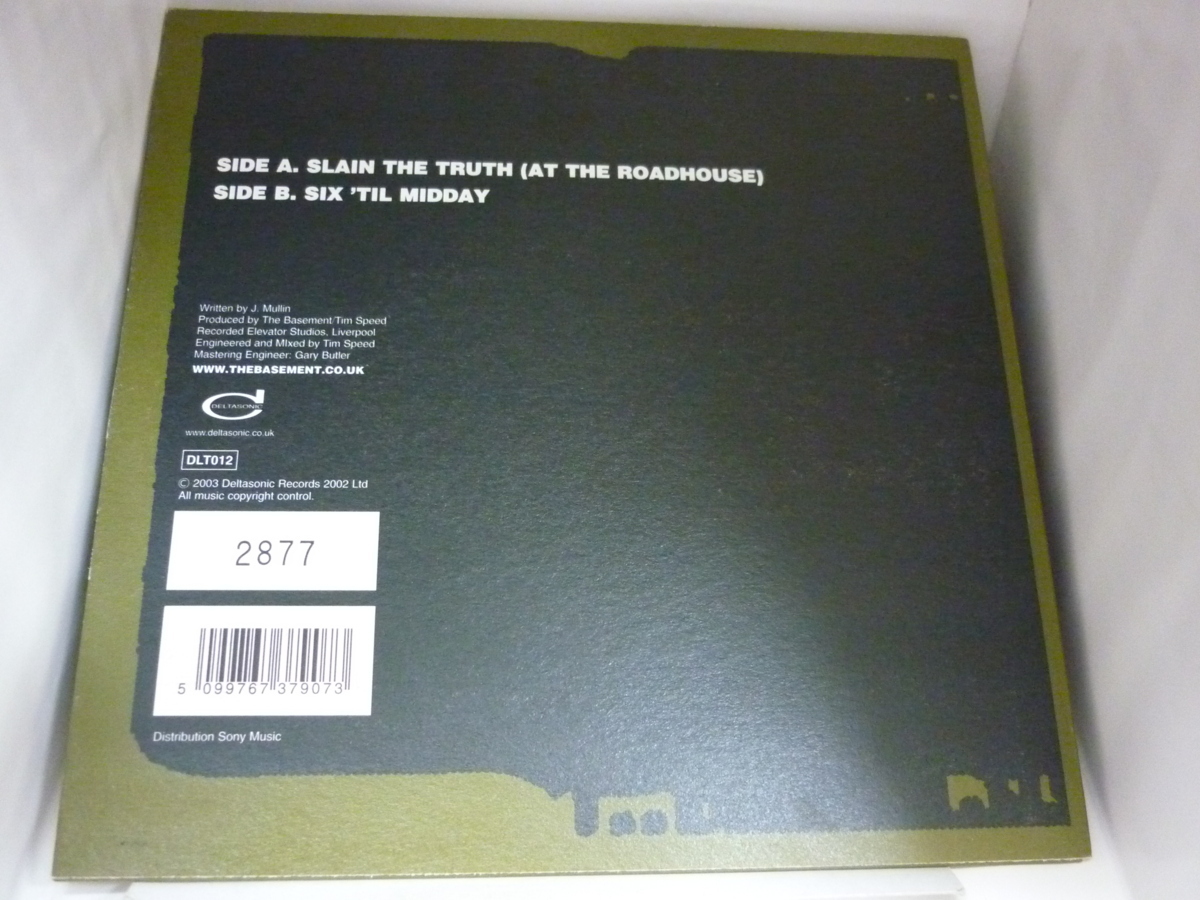 SIDE A. SLAIN THE TRUTH (AT THE ROADHOUSE)
SIDE B. SIX 'TIL MIDDAY
Written by J. Mullin
Produced by The Basement/Tim Speed
Recorded Elevator Studios, Liverpool
Engineered and MIxed by Tim Speed
Mastering Engineer: Gary Butler
WWW.THEBASEMENT.CO.UK
DELTASONIC
www.deltasonic.co.uk
DLT012
© 2003 Deltasonic Records 2002 Ltd
All music copyright control.
2877
5 099767 379073
Distribution Sony Music